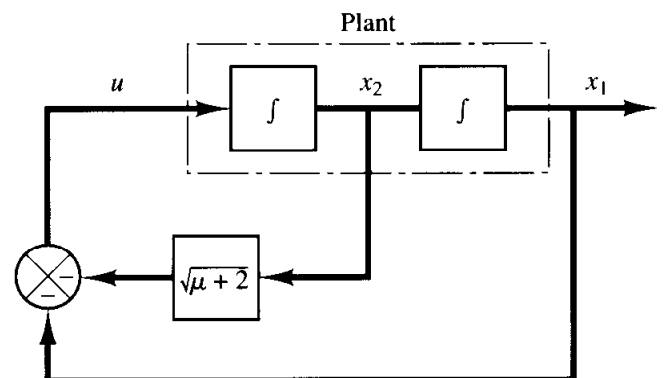 Plant
u
∫
x₂
∫
x₁
√μ + 2
−
−